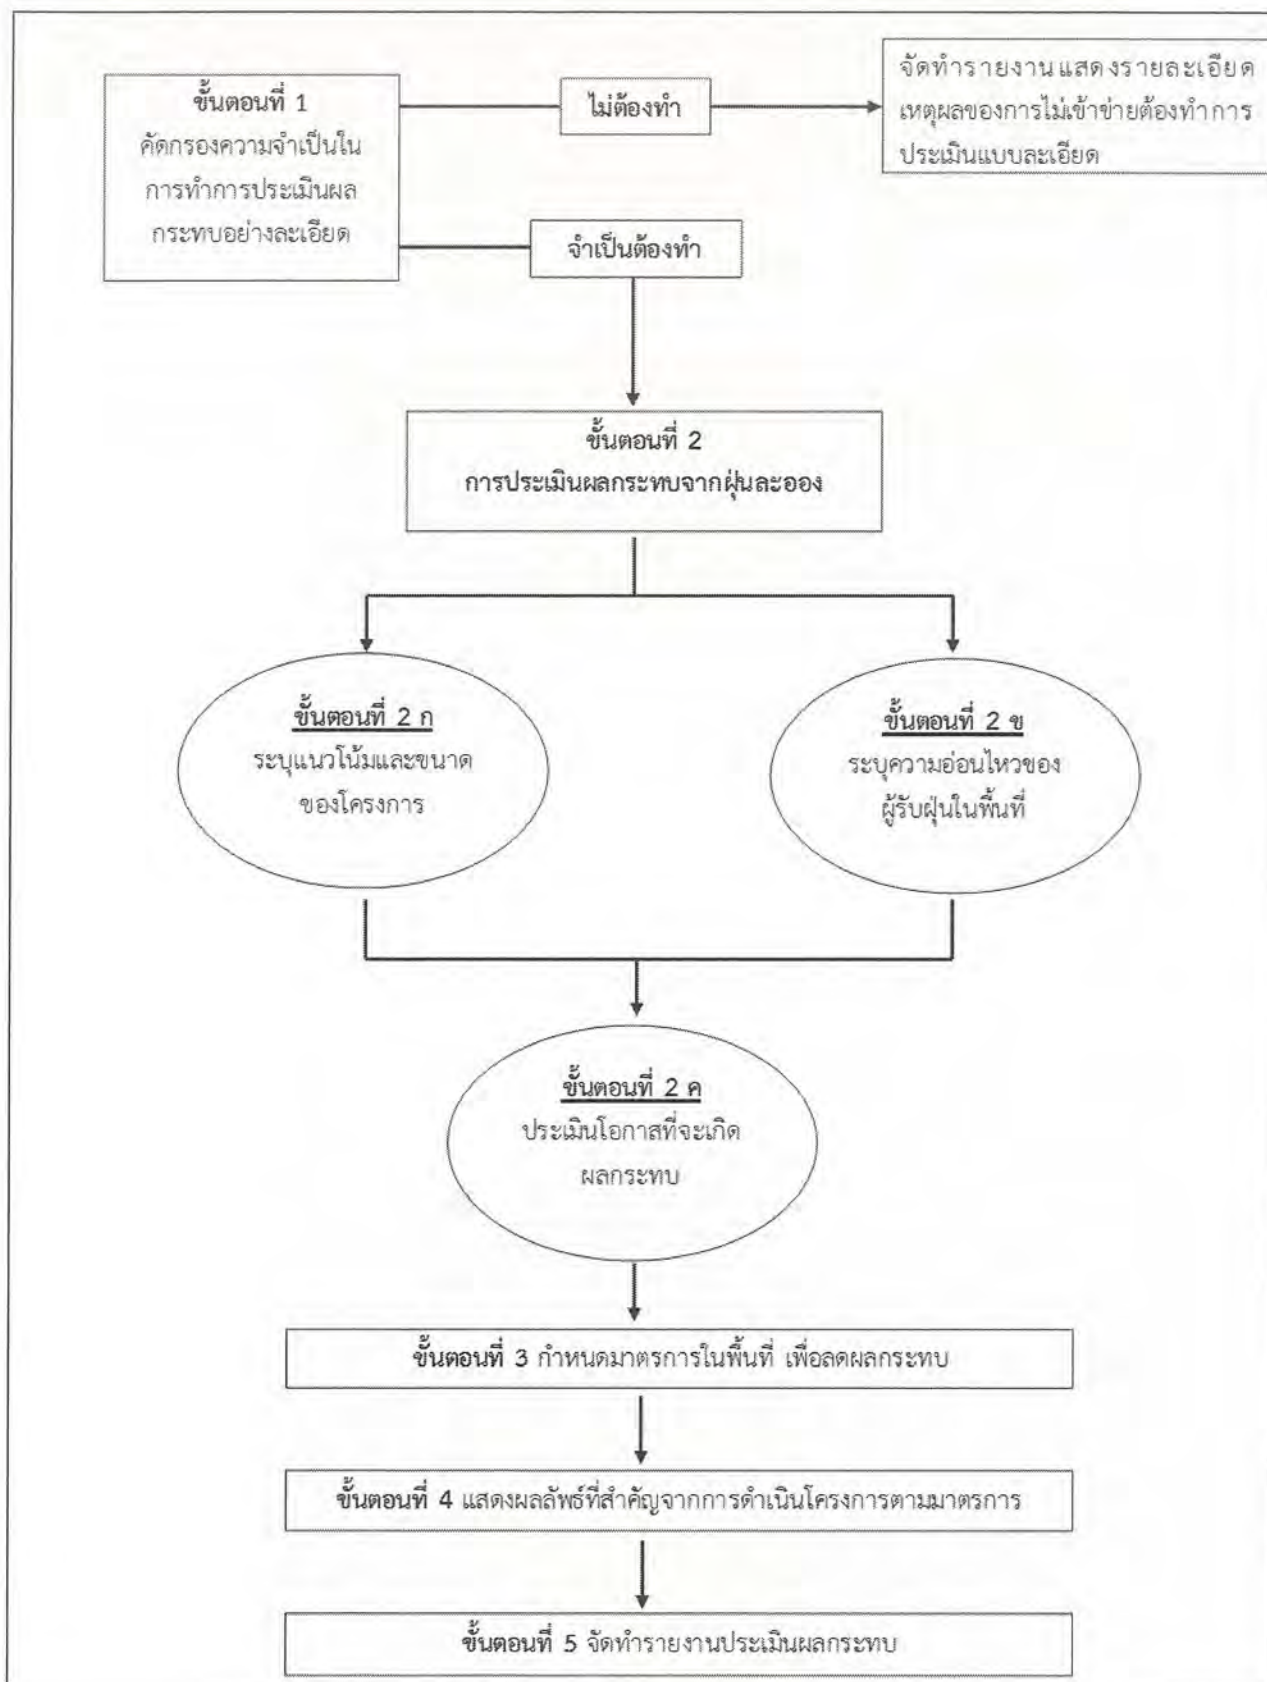 ขั้นตอนที่ 1
คัดกรองความจำเป็นใน
การทำการประเมินผล
กระทบอย่างละเอียด
ไม่ต้องทำ
จัดทำรายงานแสดงรายละเอียด
เหตุผลของการไม่เข้าข่ายต้องทำการ
ประเมินแบบละเอียด
จำเป็นต้องทำ
ขั้นตอนที่ 2
การประเมินผลกระทบจากฝุ่นละออง
ขั้นตอนที่ 2 ก
ระบุแนวโน้มและขนาด
ของโครงการ
ขั้นตอนที่ 2 ข
ระบุความอ่อนไหวของ
ผู้รับฝุ่นในพื้นที่
ขั้นตอนที่ 2 ค
ประเมินโอกาสที่จะเกิด
ผลกระทบ
ขั้นตอนที่ 3 กำหนดมาตรการในพื้นที่ เพื่อลดผลกระทบ
ขั้นตอนที่ 4 แสดงผลลัพธ์ที่สำคัญจากการดำเนินโครงการตามมาตรการ
ขั้นตอนที่ 5 จัดทำรายงานประเมินผลกระทบ